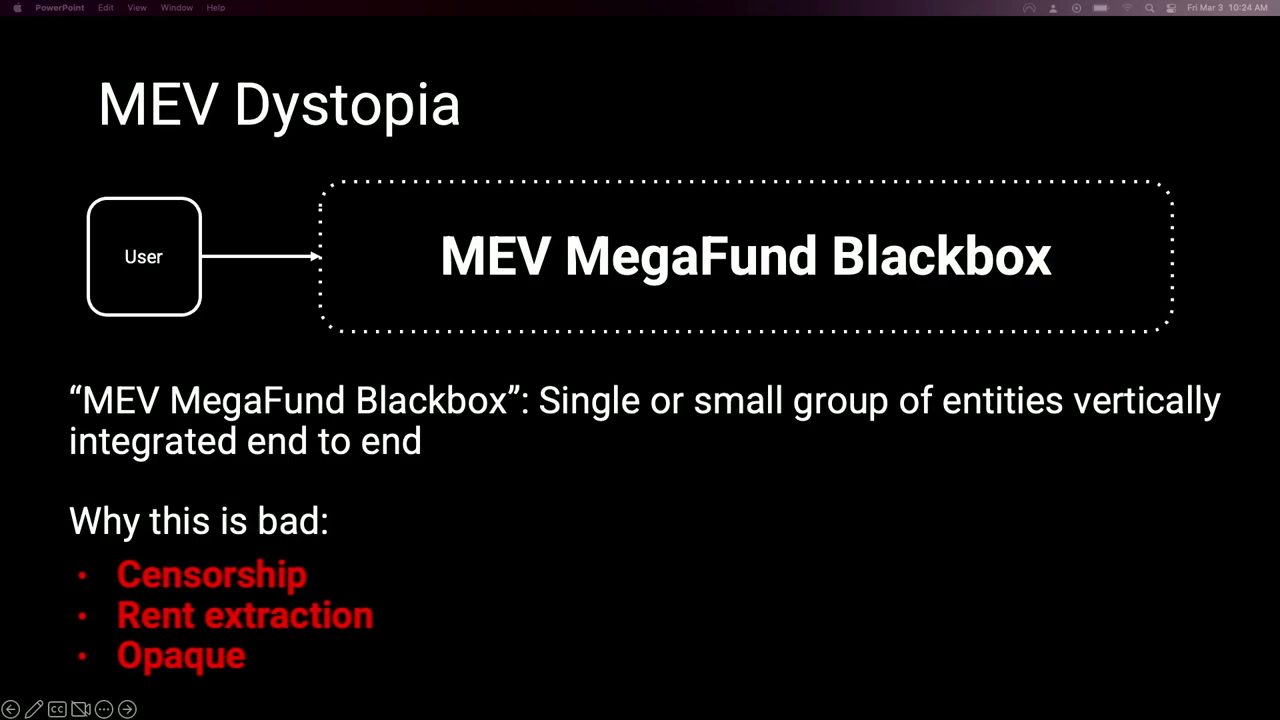 PowerPoint Edit View Window Help Fri Mar 3 10:24 AM
MEV Dystopia
User
MEV MegaFund Blackbox
“MEV MegaFund Blackbox”: Single or small group of entities vertically
integrated end to end
Why this is bad:
• Censorship
• Rent extraction
• Opaque
CC